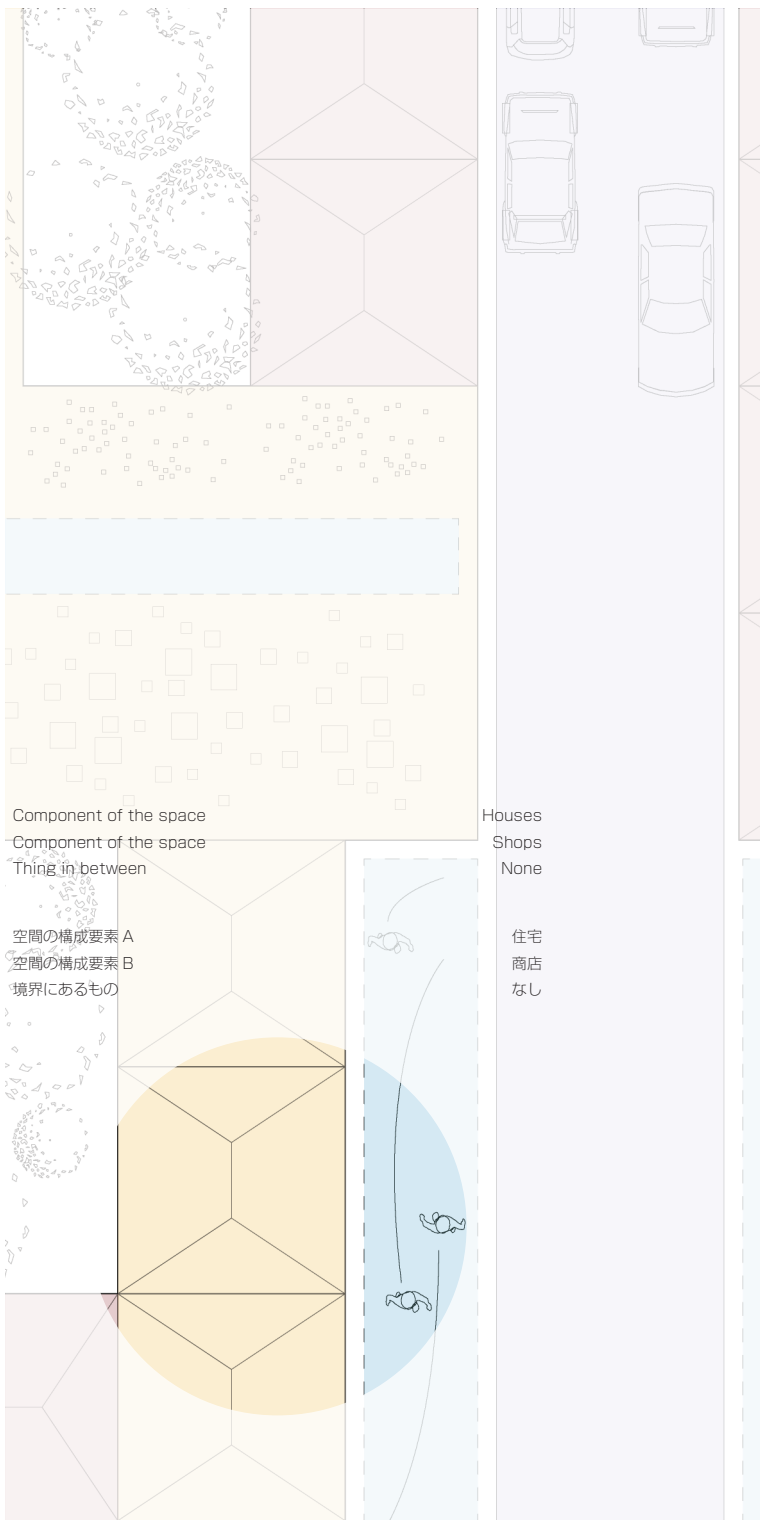 Component of the space Houses
Component of the space Shops
Thing in between None
空間の構成要素 A 住宅
空間の構成要素 B 商店
境界にあるもの なし